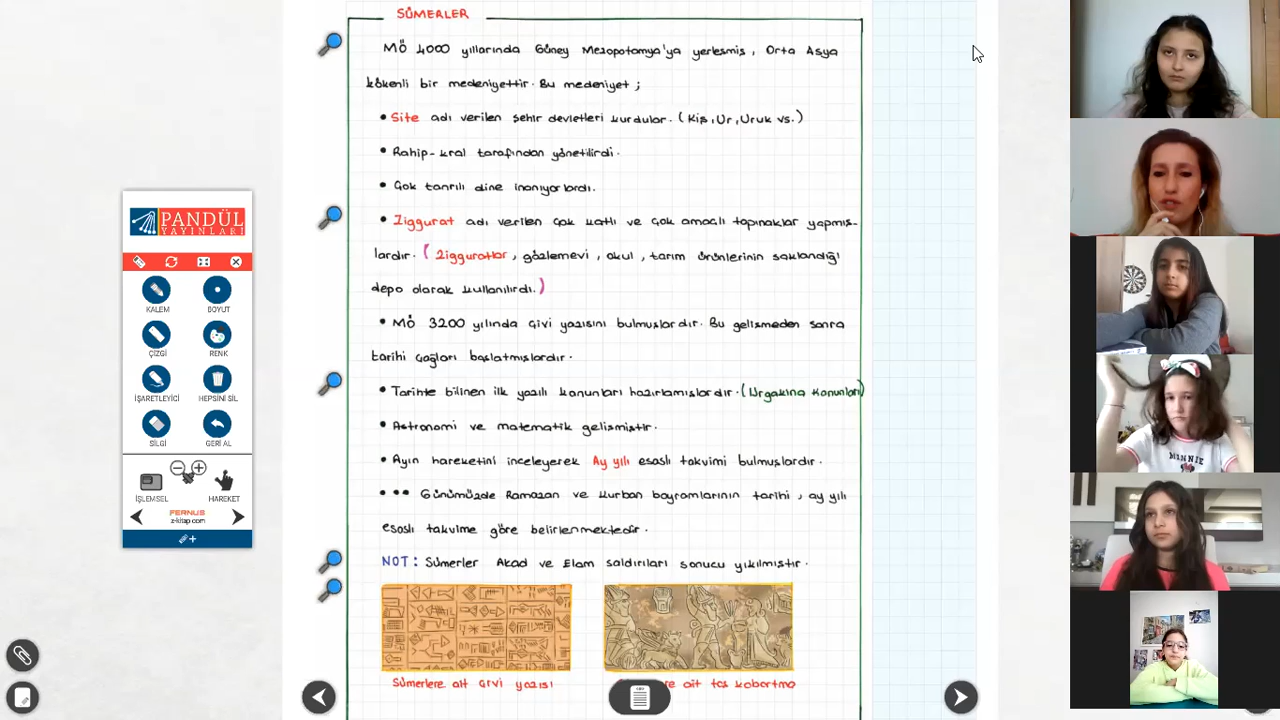 SÜMERLER
MÖ 4000 yıllarında Güney Mezopotamya'ya yerleşmiş, Orta Asya
kökenli bir medeniyettir. Bu medeniyet ;
• Site adı verilen şehir devletleri kurdular. (Kiş, Ur, Uruk vs.)
• Rahip-kral tarafından yönetilirdi.
• Çok tanrılı dine inanıyorlardı.
• Ziggurat adı verilen çok katlı ve çok amaçlı tapınaklar yapmış-
lardır. (Zigguratlar, gözlemevi, okul, tarım ürünlerinin saklandığı
depo olarak kullanılırdı.)
• MÖ 3200 yılında çivi yazısını bulmuşlardır. Bu gelişmeden sonra
tarihi çağları başlatmışlardır.
• Tarihte bilinen ilk yazılı kanunları hazırlamışlardır. (Urgakina Kanunları)
• Astronomi ve matematik gelişmiştir.
• Ayın hareketini inceleyerek Ay yılı esaslı takvimi bulmuşlardır.
••• Günümüzde Ramazan ve Kurban bayramlarının tarihi, ay yılı
esaslı takvime göre belirlenmektedir.
NOT: Sümerler Akad ve Elam saldırıları sonucu yıkılmıştır.
Sümerlere ait çivi yazısı
ait taş kabartma
PANDÜL
YAYINLARI
KALEM BOYUT
ÇİZGİ RENK
İŞARETLEYİCİ HEPSİNİ SİL
SİLGİ GERİ AL
İŞLEMSEL HAREKET
FERNUS
z-kitap.com
MINNIE